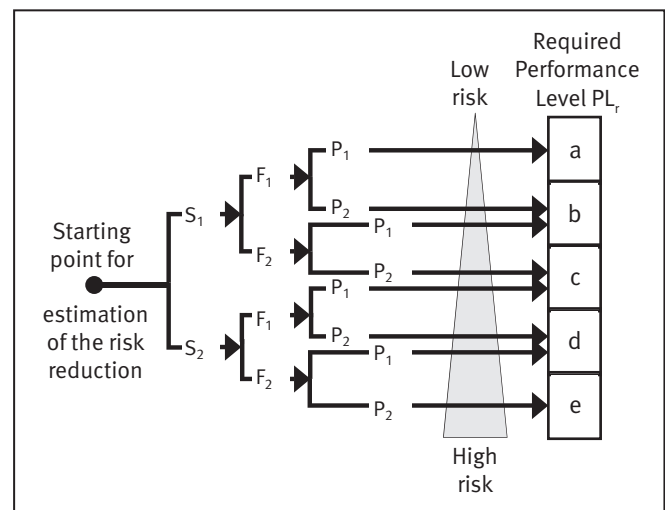 Required
Performance
Level PLr
Low
risk
a
b
c
d
e
P1
P2
P1
P2
P1
P2
P1
P2
F1
F2
F1
F2
S1
S2
Starting
point for
estimation
of the risk
reduction
High
risk